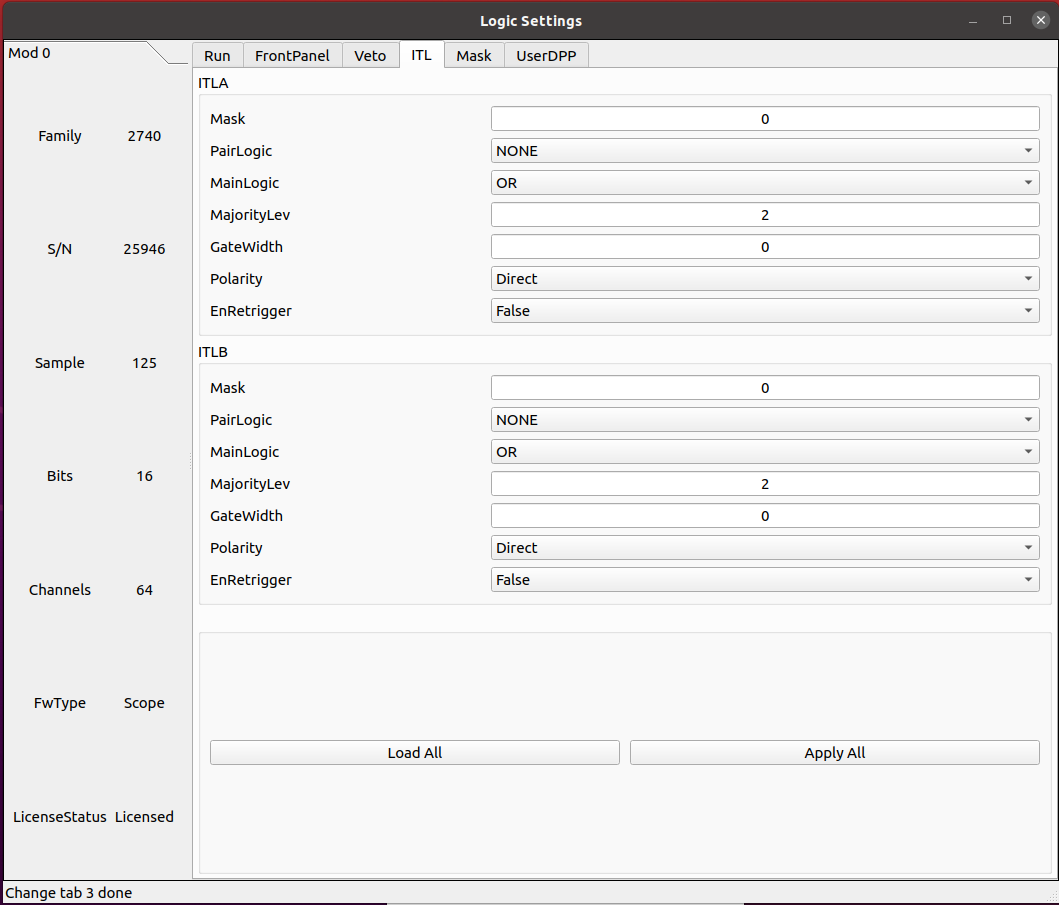 Logic Settings
Mod 0
Run FrontPanel Veto ITL Mask UserDPP
Family 2740
S/N 25946
Sample 125
Bits 16
Channels 64
FwType Scope
LicenseStatus Licensed
ITLA
Mask 0
PairLogic NONE
MainLogic OR
MajorityLev 2
GateWidth 0
Polarity Direct
EnRetrigger False
ITLB
Mask 0
PairLogic NONE
MainLogic OR
MajorityLev 2
GateWidth 0
Polarity Direct
EnRetrigger False
Load All Apply All
Change tab 3 done